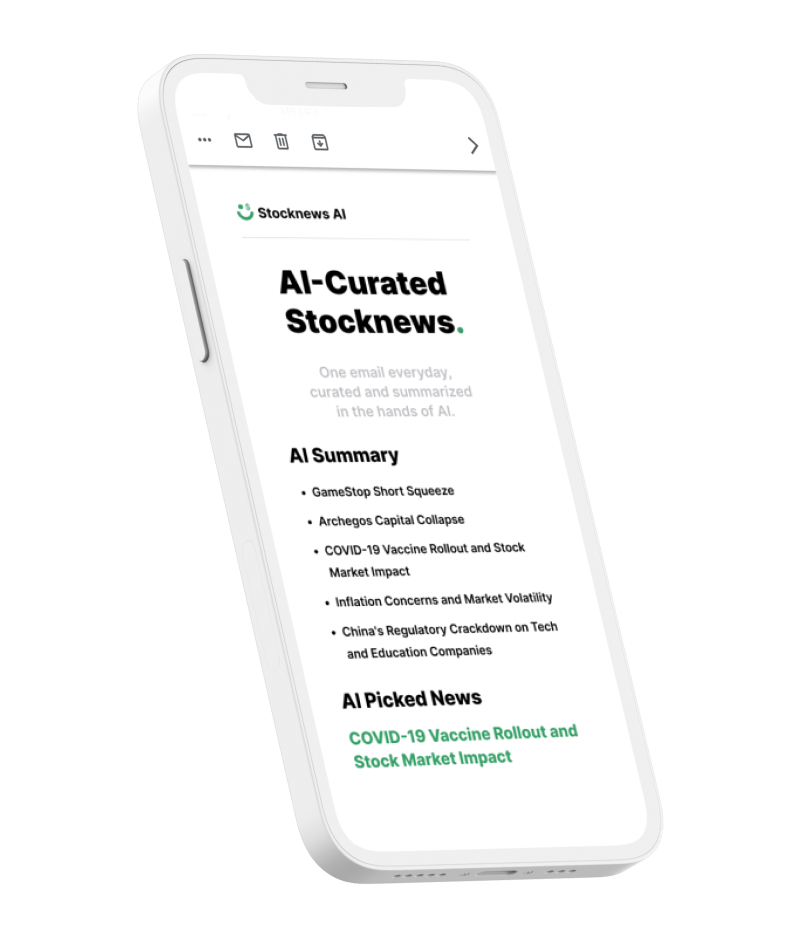 Stocknews AI
AI-Curated
Stocknews.
One email everyday,
curated and summarized
in the hands of AI.
AI Summary
• GameStop Short Squeeze
• Archegos Capital Collapse
• COVID-19 Vaccine Rollout and Stock
Market Impact
• Inflation Concerns and Market Volatility
• China's Regulatory Crackdown on Tech
and Education Companies
AI Picked News
COVID-19 Vaccine Rollout and
Stock Market Impact